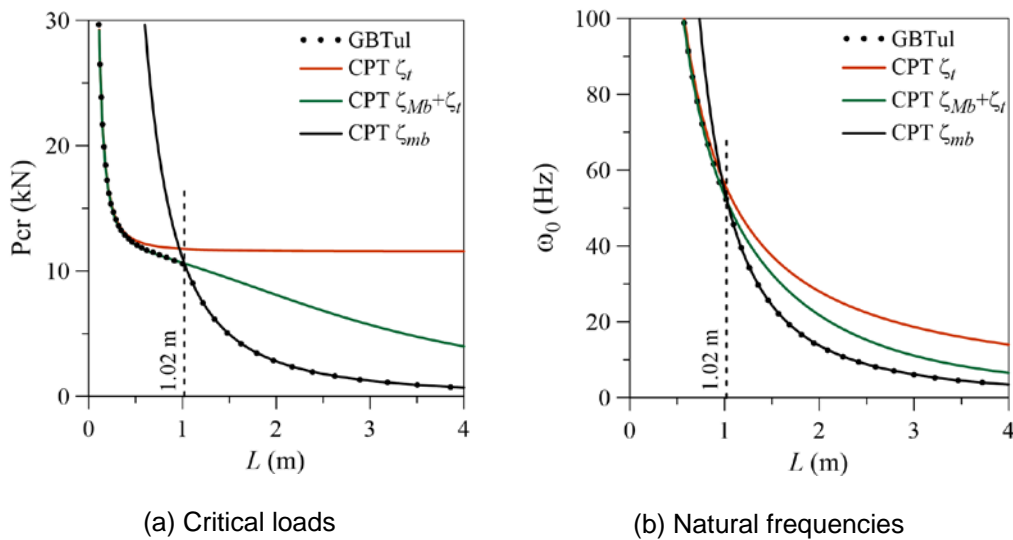 30
20
10
0
Pcr (kN)
GBTul
CPT ζt
CPT ζMb+ζt
CPT ζmb
1.02 m
0 1 2 3 4
L (m)
(a) Critical loads
100
80
60
40
20
0
ω0 (Hz)
GBTul
CPT ζt
CPT ζMb+ζt
CPT ζmb
1.02 m
0 1 2 3 4
L (m)
(b) Natural frequencies